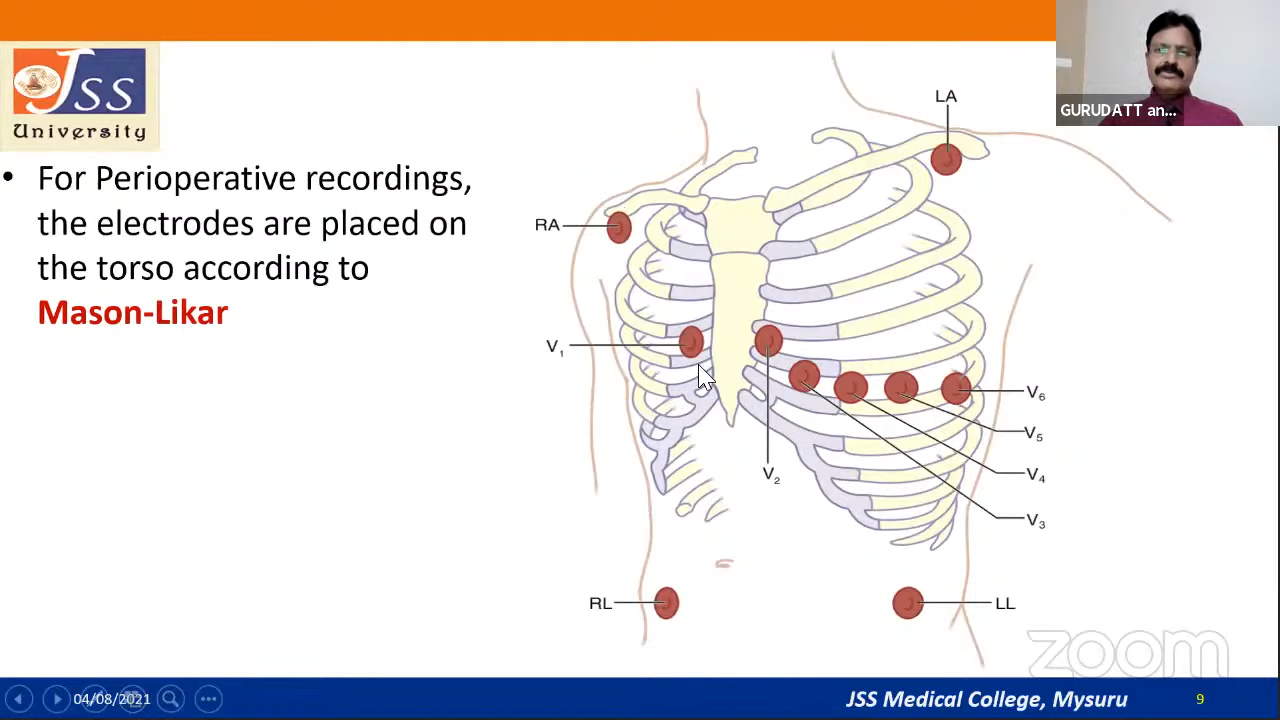 JSS
University
GURUDATT an...
• For Perioperative recordings,
the electrodes are placed on
the torso according to
Mason-Likar
LA
RA
V1
V6
V5
V4
V2
V3
RL
LL
zoom
04/08/2021
JSS Medical College, Mysuru
9